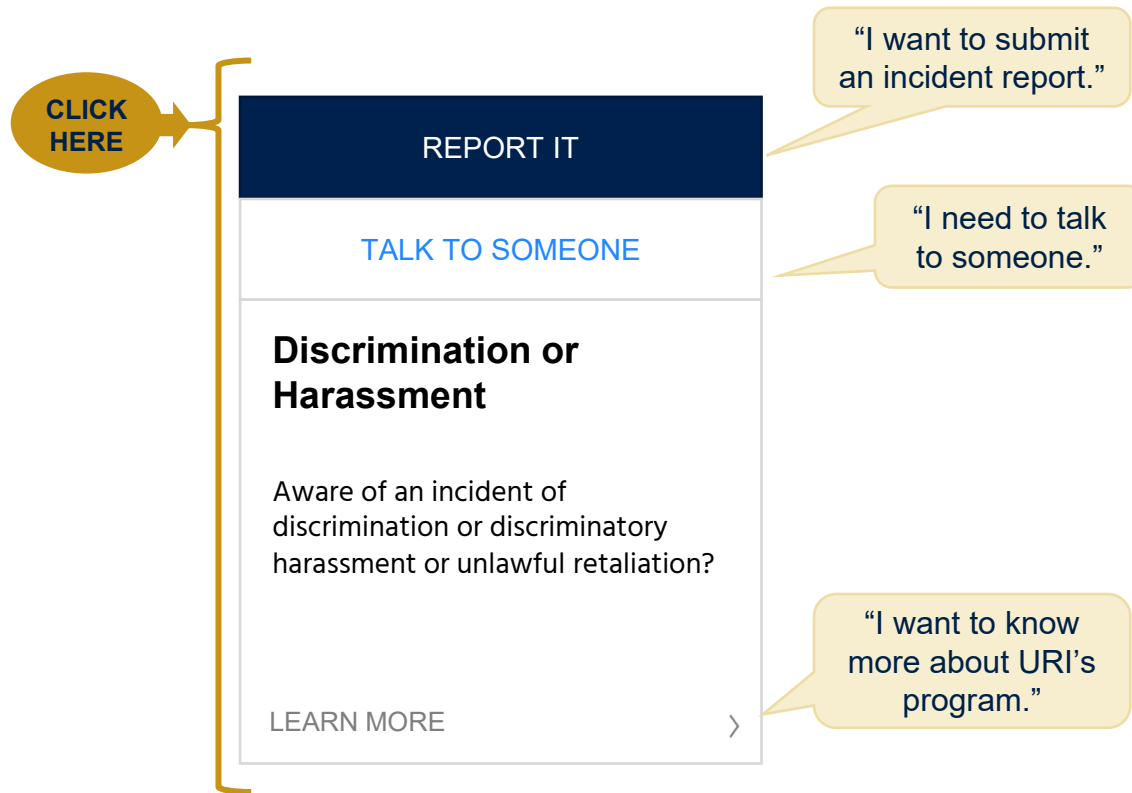 CLICK
HERE
“I want to submit
an incident report.”
REPORT IT
“I need to talk
to someone.”
TALK TO SOMEONE
Discrimination or
Harassment
Aware of an incident of
discrimination or discriminatory
harassment or unlawful retaliation?
“I want to know
more about URI’s
program.”
LEARN MORE